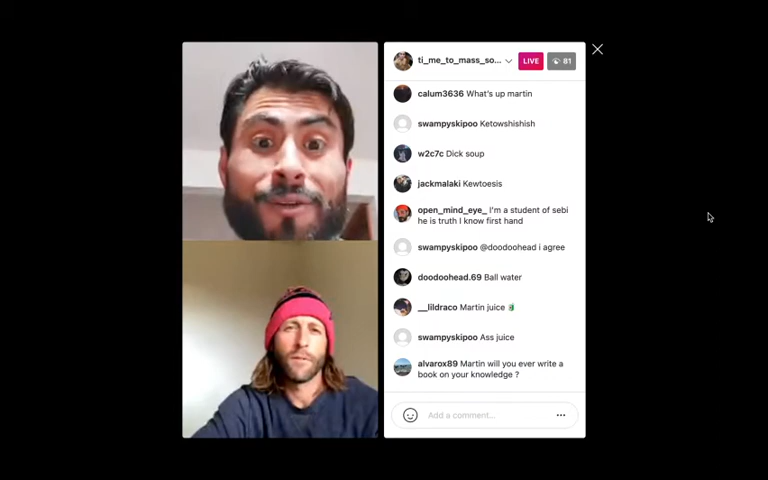 ti_me_to_mass_so...
LIVE
81
calum3636 What's up martin
swampyskipoo Ketowshishish
w2c7c Dick soup
jackmalaki Kewtoesis
open_mind_eye_ I'm a student of sebi
he is truth I know first hand
swampyskipoo @doodoohead i agree
doodoohead.69 Ball water
__lildraco Martin juice 🧃
swampyskipoo Ass juice
alvarox89 Martin will you ever write a
book on your knowledge ?
Add a comment...